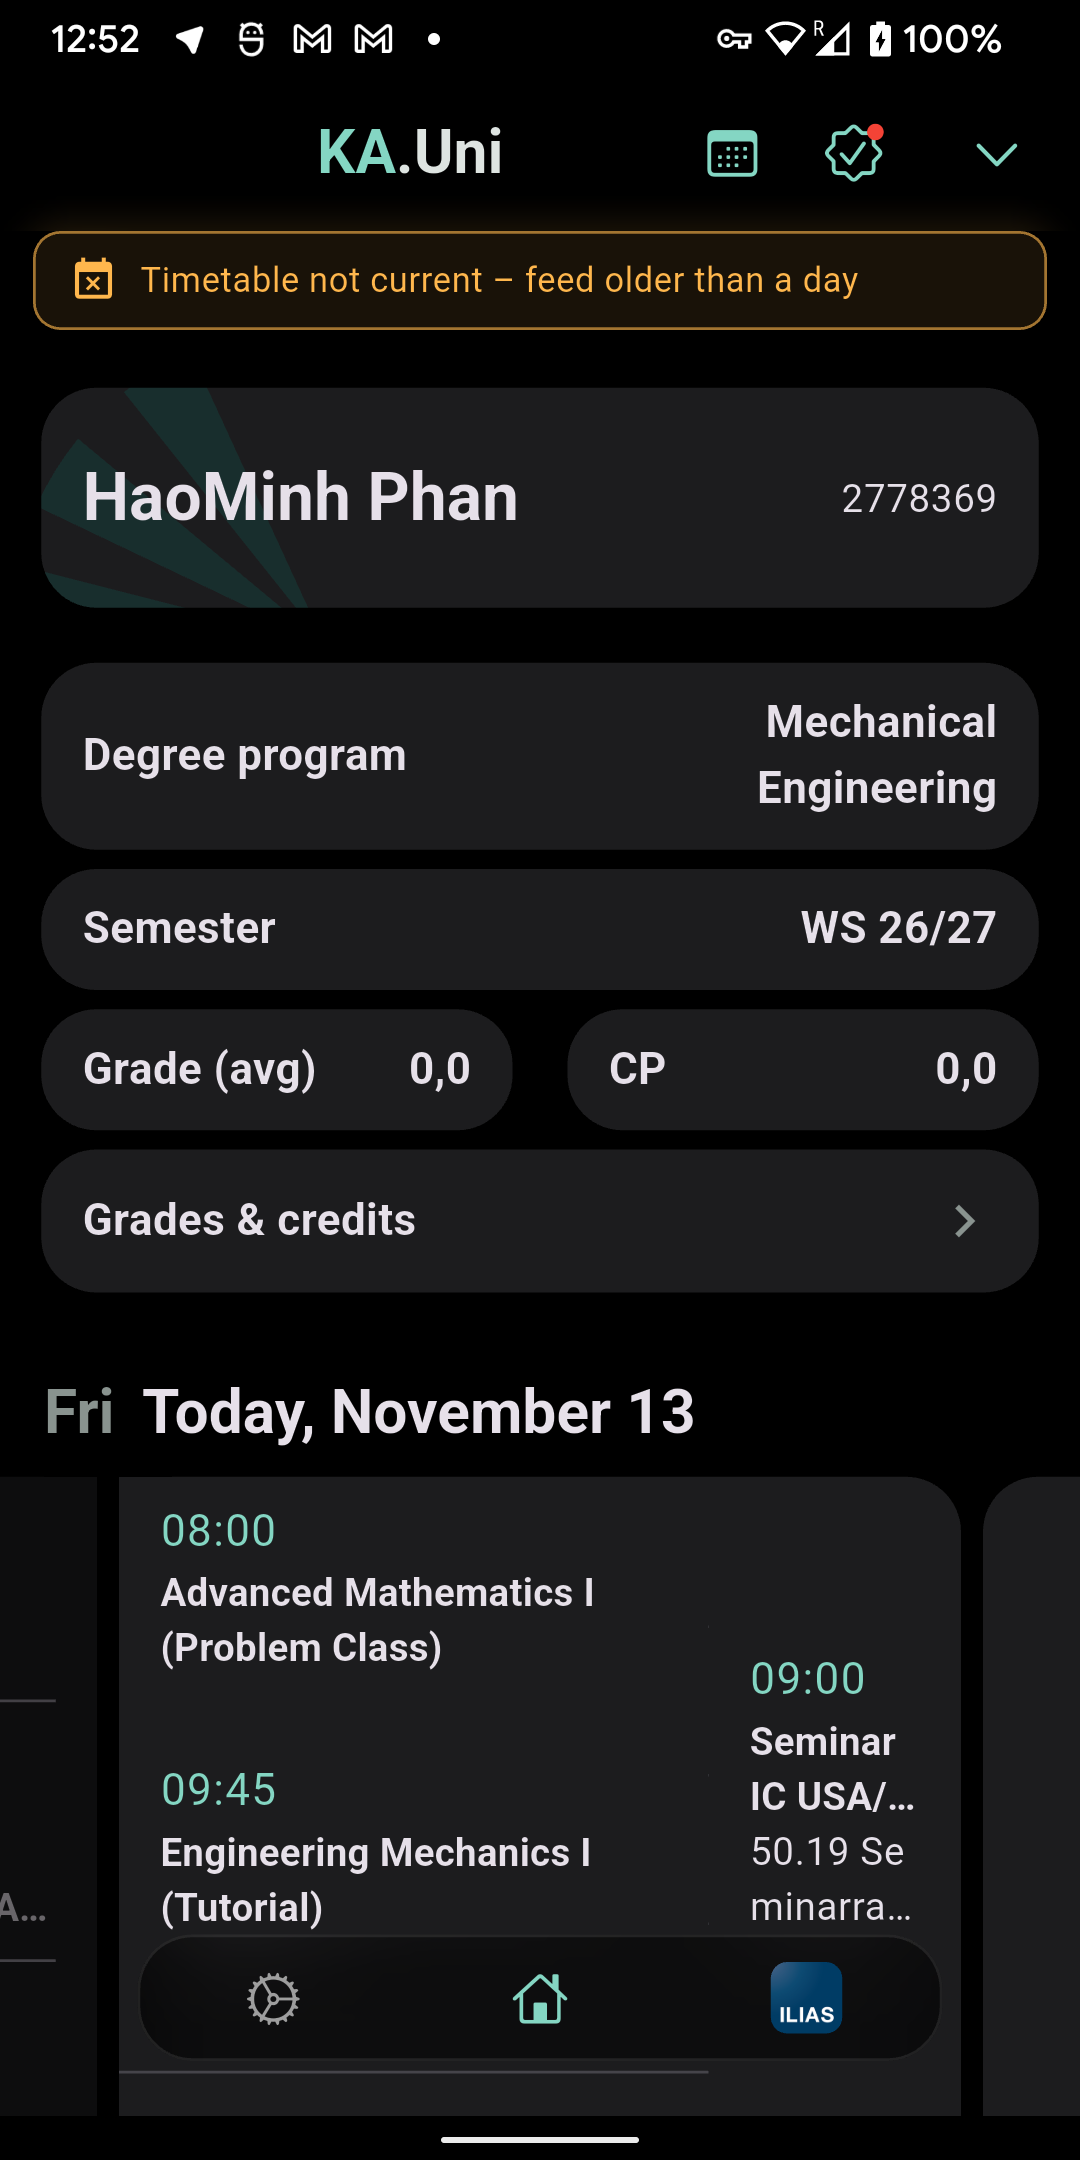 12:52
R
100%
KA.Uni
Timetable not current – feed older than a day
HaoMinh Phan
2778369
Degree program
Mechanical
Engineering
Semester
WS 26/27
Grade (avg)
0,0
CP
0,0
Grades & credits
Fri
Today, November 13
08:00
Advanced Mathematics I
(Problem Class)
09:00
Seminar
IC USA/...
50.19 Se
minarra...
09:45
Engineering Mechanics I
(Tutorial)
A...
ILIAS